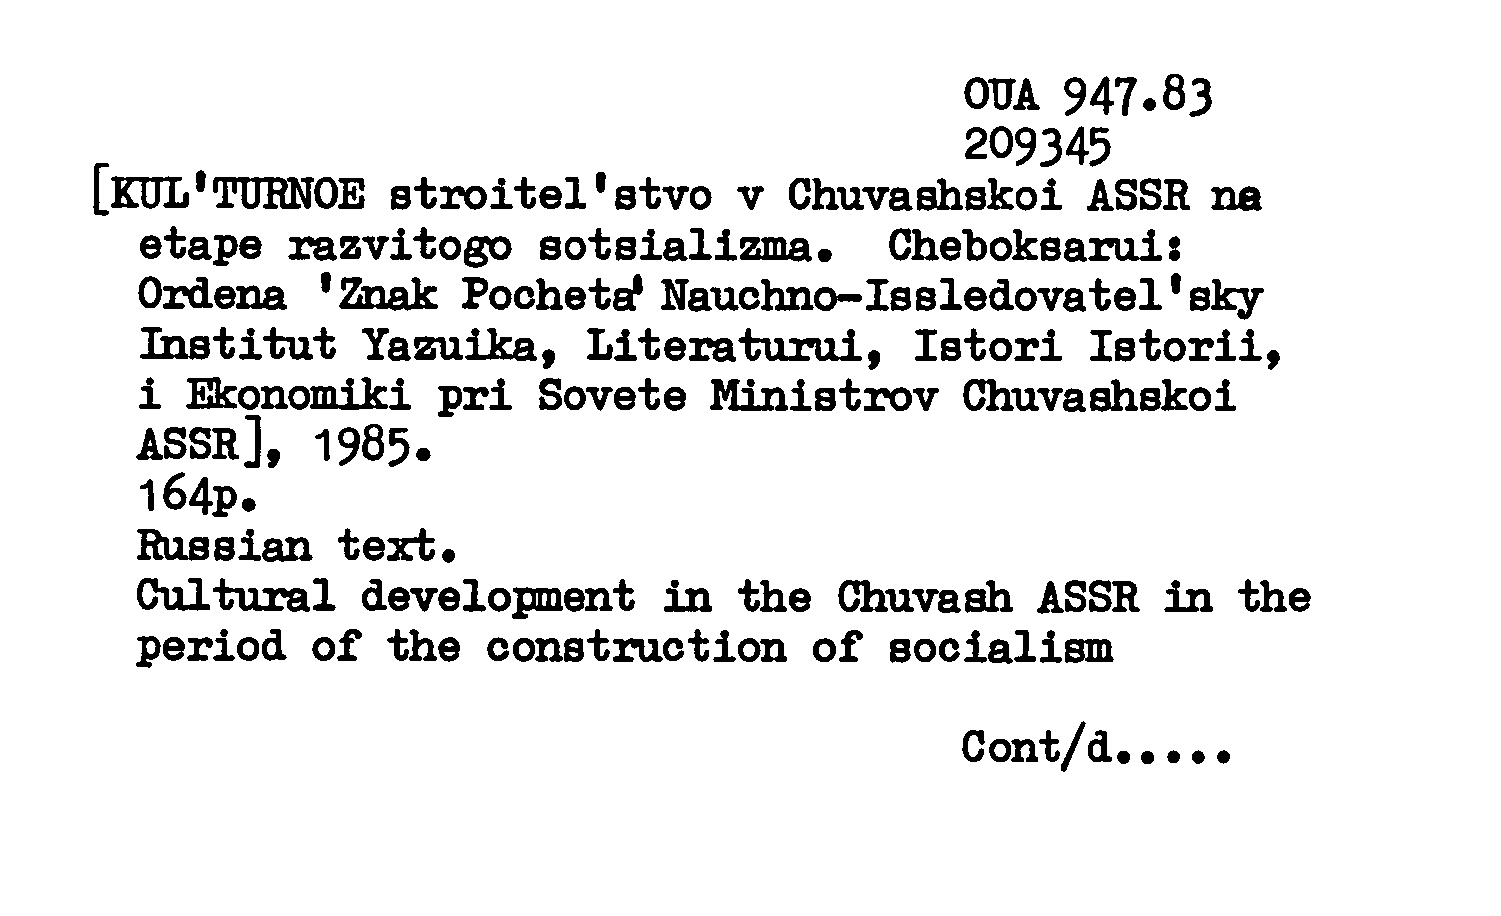 OUA 947.83
209345
[KUL'TURNOE stroitel'stvo v Chuvashskoi ASSR na
etape razvitogo sotsializma. Cheboksarui:
Ordena 'Znak Pocheta' Nauchno-Issledovatel'sky
Institut Yazuika, Literaturui, Istori Istorii,
i Ekonomiki pri Sovete Ministrov Chuvashskoi
ASSR], 1985.
164p.
Russian text.
Cultural development in the Chuvash ASSR in the
period of the construction of socialism
Cont/d.....